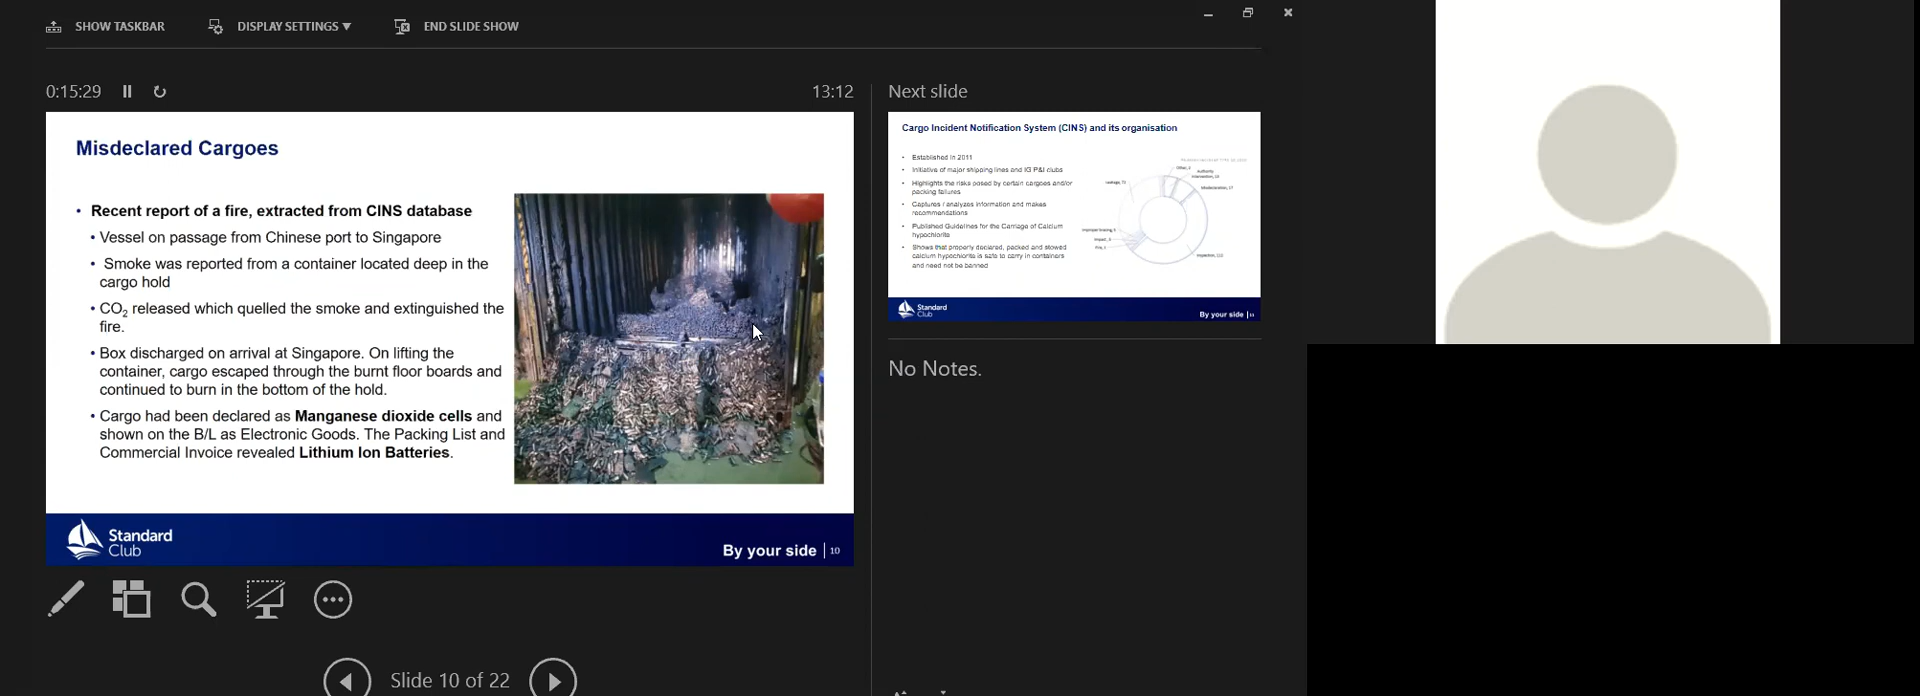 SHOW TASKBAR
DISPLAY SETTINGS ▼
END SLIDE SHOW
0:15:29
13:12
Misdeclared Cargoes
• Recent report of a fire, extracted from CINS database
• Vessel on passage from Chinese port to Singapore
• Smoke was reported from a container located deep in the
cargo hold
• CO₂ released which quelled the smoke and extinguished the
fire.
• Box discharged on arrival at Singapore. On lifting the
container, cargo escaped through the burnt floor boards and
continued to burn in the bottom of the hold.
• Cargo had been declared as Manganese dioxide cells and
shown on the B/L as Electronic Goods. The Packing List and
Commercial Invoice revealed Lithium Ion Batteries.
Standard
Club
By your side | 10
Slide 10 of 22
Next slide
Cargo Incident Notification System (CINS) and its organisation
• Established in 2011
• Initiative of major shipping lines and IG P&I clubs
• Highlights the risks posed by certain cargoes and/or
packing failures
• Captures / analyzes information and makes
recommendations
• Published Guidelines for the Carriage of Calcium
hypochlorite
• Shows that properly declared, packed and stowed
calcium hypochlorite is safe to carry in containers
and need not be banned
Standard
Club
By your side |
No Notes.